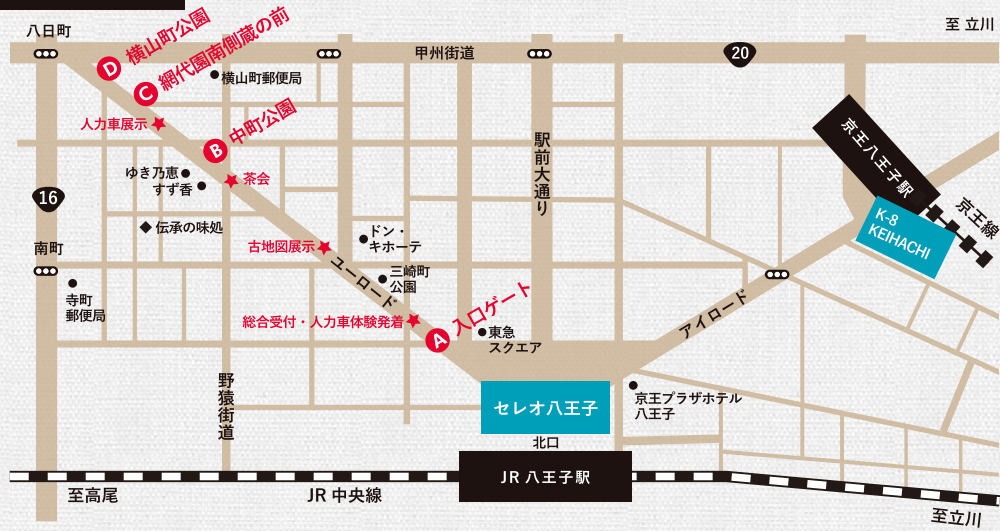 八日町
D 横山町公園
C 網代園南側蔵の前
横山町郵便局
甲州街道
20
至 立川
人力車展示
B 中町公園
ゆき乃恵
すず香
茶会
伝承の味処
駅前大通り
京王八王子駅
K-8
KEIHACHI
京王線
16
南町
古地図展示
ドン・
キホーテ
ユーロード
三崎町
公園
寺町
郵便局
総合受付・人力車体験発着
A 入口ゲート
東急
スクエア
アイロード
野猿街道
セレオ八王子
京王プラザホテル
八王子
北口
JR 八王子駅
至高尾
JR 中央線
至立川